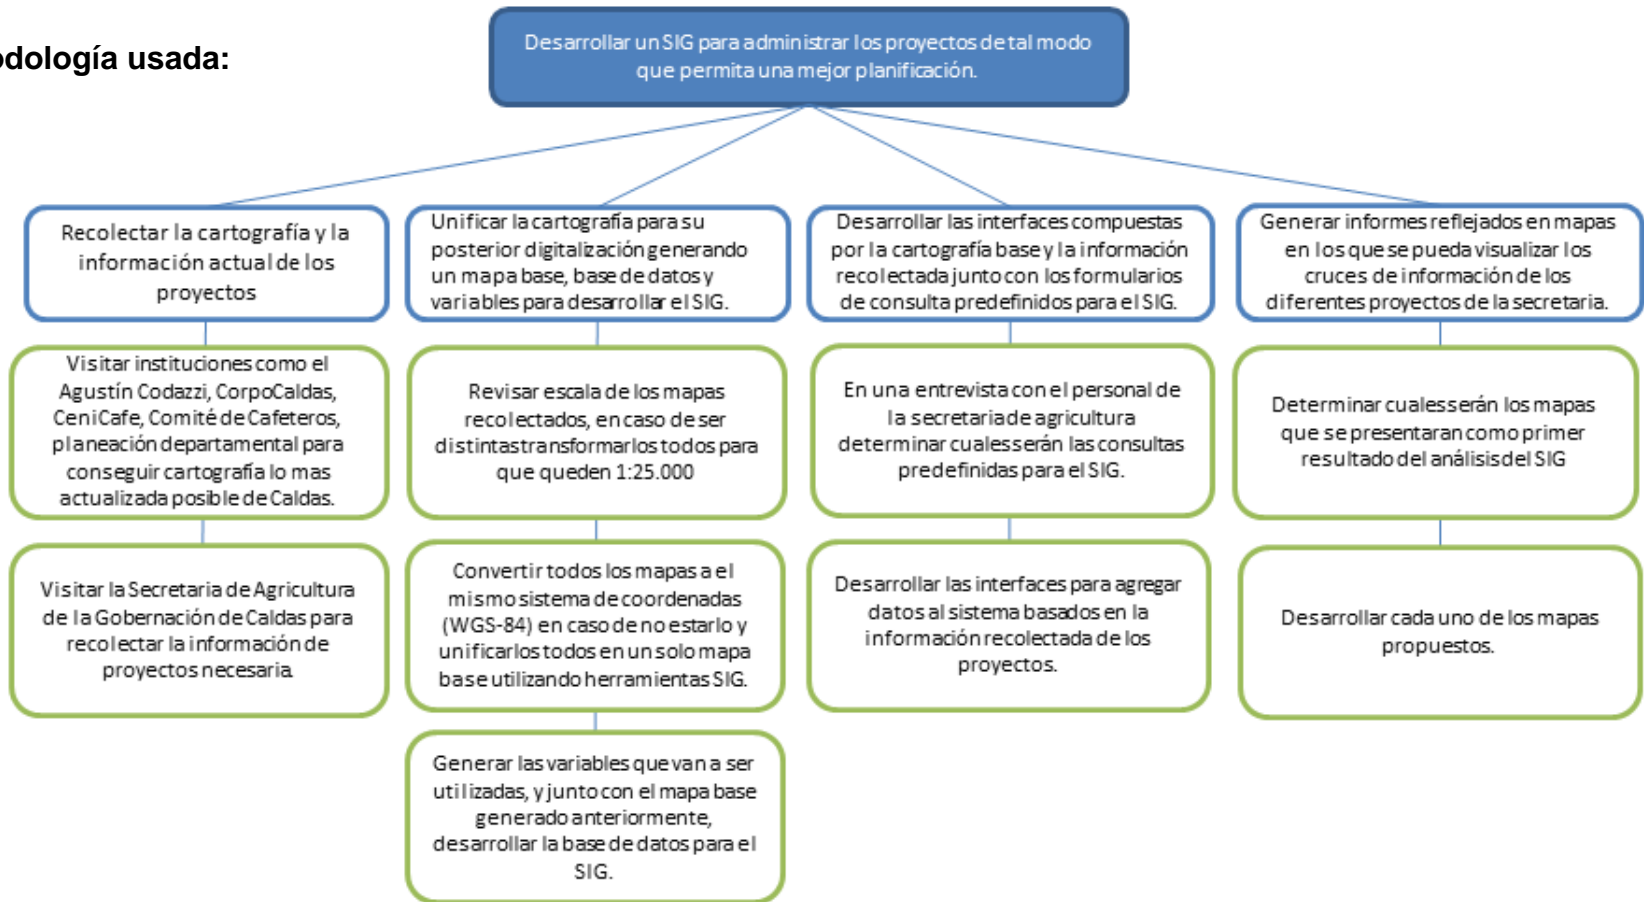 odología usada:
Desarrollar un SIG para administrar los proyectos de tal modo
que permita una mejor planificación.
Recolectar la cartografía y la
información actual de los
proyectos
Unificar la cartografía para su
posterior digitalización generando
un mapa base, base de datos y
variables para desarrollar el SIG.
Desarrollar las interfaces compuestas
por la cartografía base y la información
recolectada junto con los formularios
de consulta predefinidos para el SIG.
Generar informes reflejados en mapas
en los que se pueda visualizar los
cruces de información de los
diferentes proyectos de la secretaria.
Visitar instituciones como el
Agustín Codazzi, CorpoCaldas,
CeniCafe, Comité de Cafeteros,
planeación departamental para
conseguir cartografía lo mas
actualizada posible de Caldas.
Revisar escala de los mapas
recolectados, en caso de ser
distintas transformarlos todos para
que queden 1:25.000
En una entrevista con el personal de
la secretaria de agricultura
determinar cuales serán las consultas
predefinidas para el SIG.
Determinar cuales serán los mapas
que se presentaran como primer
resultado del análisis del SIG
Visitar la Secretaria de Agricultura
de la Gobernación de Caldas para
recolectar la información de
proyectos necesaria.
Convertir todos los mapas a el
mismo sistema de coordenadas
(WGS-84) en caso de no estarlo y
unificarlos todos en un solo mapa
base utilizando herramientas SIG.
Desarrollar las interfaces para agregar
datos al sistema basados en la
información recolectada de los
proyectos.
Desarrollar cada uno de los mapas
propuestos.
Generar las variables que van a ser
utilizadas, y junto con el mapa base
generado anteriormente,
desarrollar la base de datos para el
SIG.